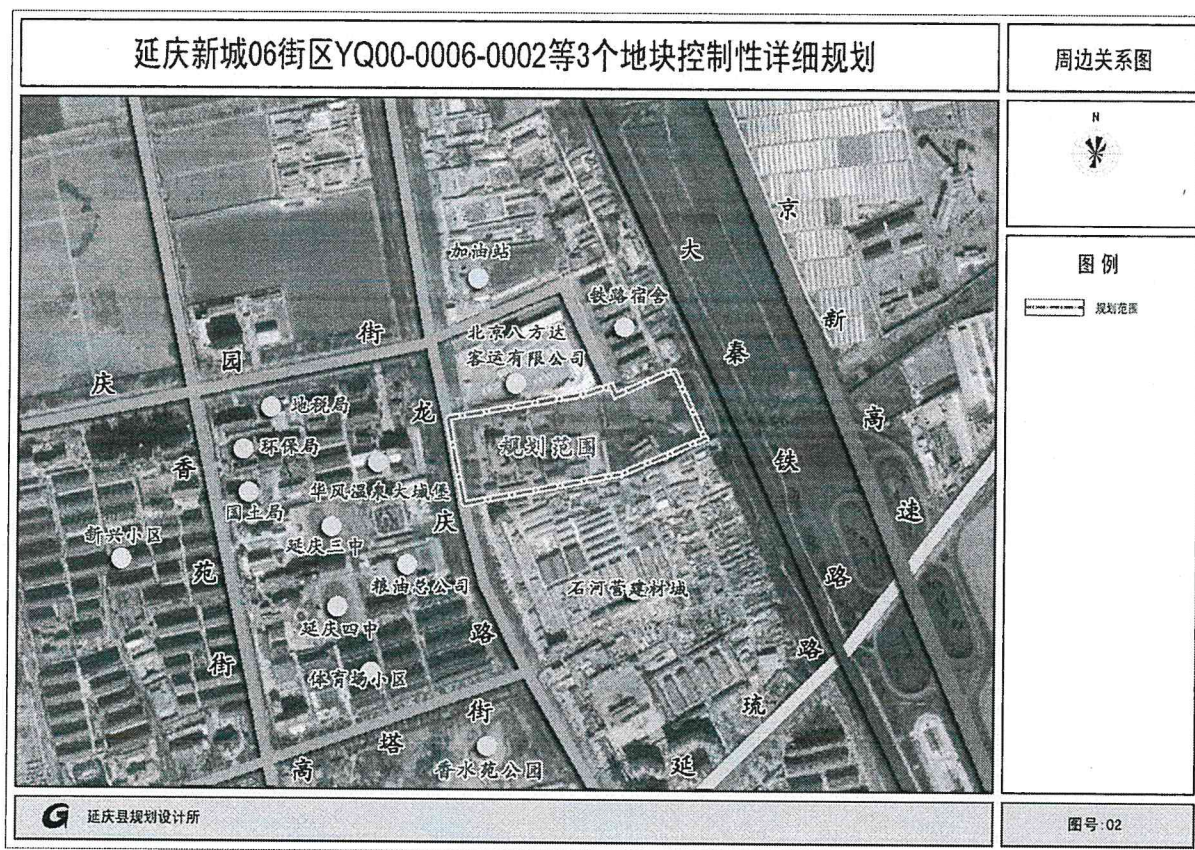 延庆新城06街区YQ00-0006-0002等3个地块控制性详细规划
周边关系图
N
图例
规划范围
加油站
铁路宿舍
北京八方达
客运有限公司
规划范围
地税局
环保局
国土局
华风温泉大城堡
延庆三中
新兴小区
粮油总公司
延庆四中
体育场小区
石河营建材城
香水苑公园
庆园街
香苑街
龙庆路
高塔街
大秦铁路
京新高速
延琉路
延庆县规划设计所
图号:02